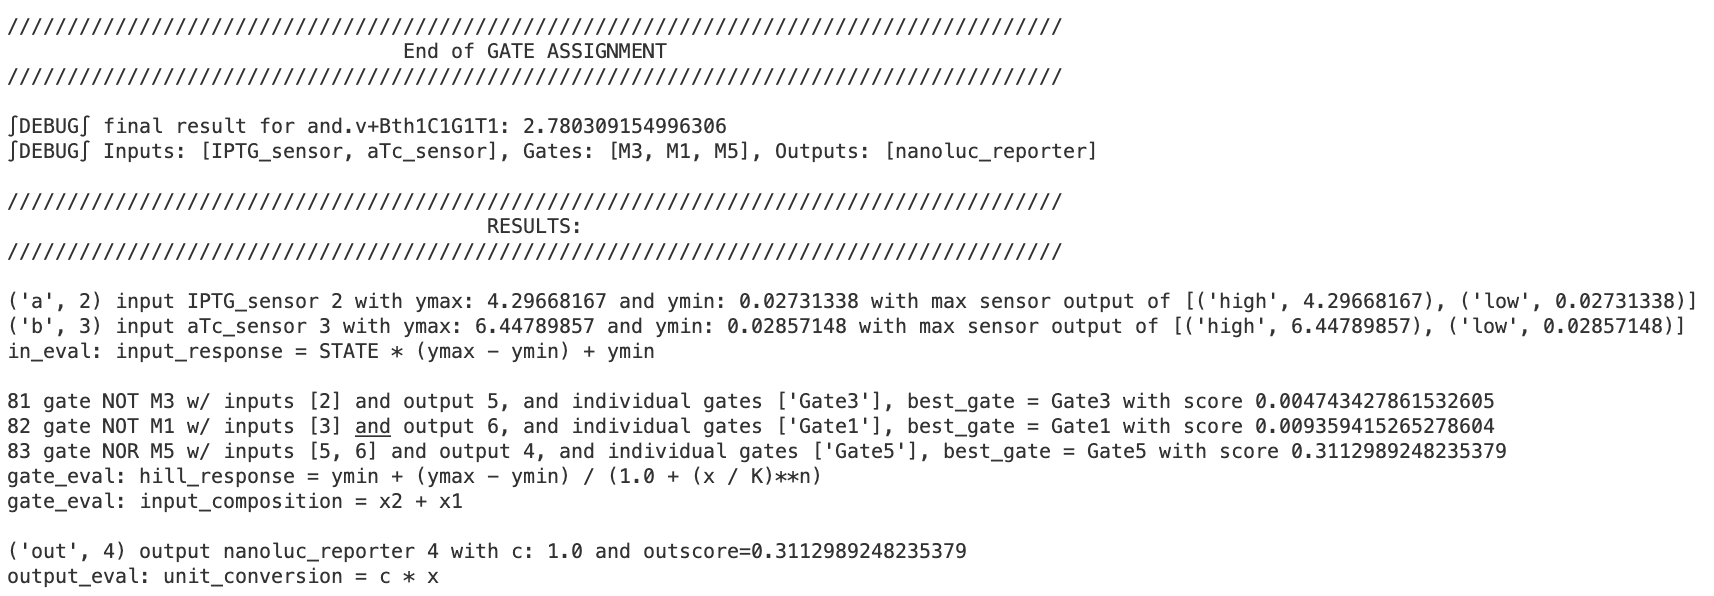 ////////////////////////////////////////////////////////////////////////////////////////
End of GATE ASSIGNMENT
////////////////////////////////////////////////////////////////////////////////////////
∫DEBUG∫ final result for and.v+Bth1C1G1T1: 2.780309154996306
∫DEBUG∫ Inputs: [IPTG_sensor, aTc_sensor], Gates: [M3, M1, M5], Outputs: [nanoluc_reporter]
////////////////////////////////////////////////////////////////////////////////////////
RESULTS:
////////////////////////////////////////////////////////////////////////////////////////
('a', 2) input IPTG_sensor 2 with ymax: 4.29668167 and ymin: 0.02731338 with max sensor output of [('high', 4.29668167), ('low', 0.02731338)]
('b', 3) input aTc_sensor 3 with ymax: 6.44789857 and ymin: 0.02857148 with max sensor output of [('high', 6.44789857), ('low', 0.02857148)]
in_eval: input_response = STATE * (ymax - ymin) + ymin
81 gate NOT M3 w/ inputs [2] and output 5, and individual gates ['Gate3'], best_gate = Gate3 with score 0.004743427861532605
82 gate NOT M1 w/ inputs [3] and output 6, and individual gates ['Gate1'], best_gate = Gate1 with score 0.009359415265278604
83 gate NOR M5 w/ inputs [5, 6] and output 4, and individual gates ['Gate5'], best_gate = Gate5 with score 0.3112989248235379
gate_eval: hill_response = ymin + (ymax - ymin) / (1.0 + (x / K)**n)
gate_eval: input_composition = x2 + x1
('out', 4) output nanoluc_reporter 4 with c: 1.0 and outscore=0.3112989248235379
output_eval: unit_conversion = c * x